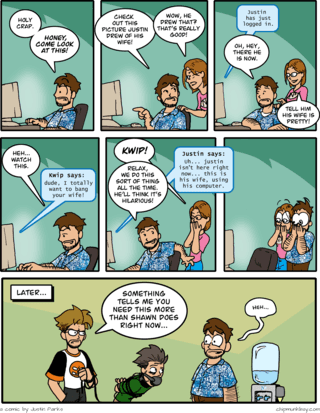 HOLY
CRAP.
HONEY,
COME LOOK
AT THIS!
CHECK
OUT THIS
PICTURE JUSTIN
DREW OF HIS
WIFE!
WOW, HE
DREW THAT?
THAT'S REALLY
GOOD!
Justin
has just
logged in.
OH, HEY,
THERE HE
IS NOW.
TELL HIM
HIS WIFE IS
PRETTY!
HEH...
WATCH
THIS.
Kwip says:
dude, I totally
want to bang
your wife!
KWIP!
RELAX,
WE DO THIS
SORT OF THING
ALL THE TIME.
HE'LL THINK IT'S
HILARIOUS!
Justin says:
uh... justin
isn't here right
now... this is
his wife, using
his computer.
LATER...
SOMETHING
TELLS ME YOU
NEED THIS MORE
THAN SHAWN DOES
RIGHT NOW...
HEH...
a comic by Justin Parks
chipmunkboy.com